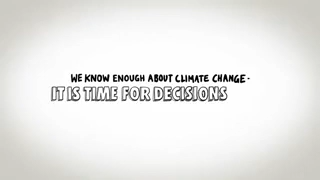 WE KNOW ENOUGH ABOUT CLIMATE CHANGE -
IT IS TIME FOR DECISIONS